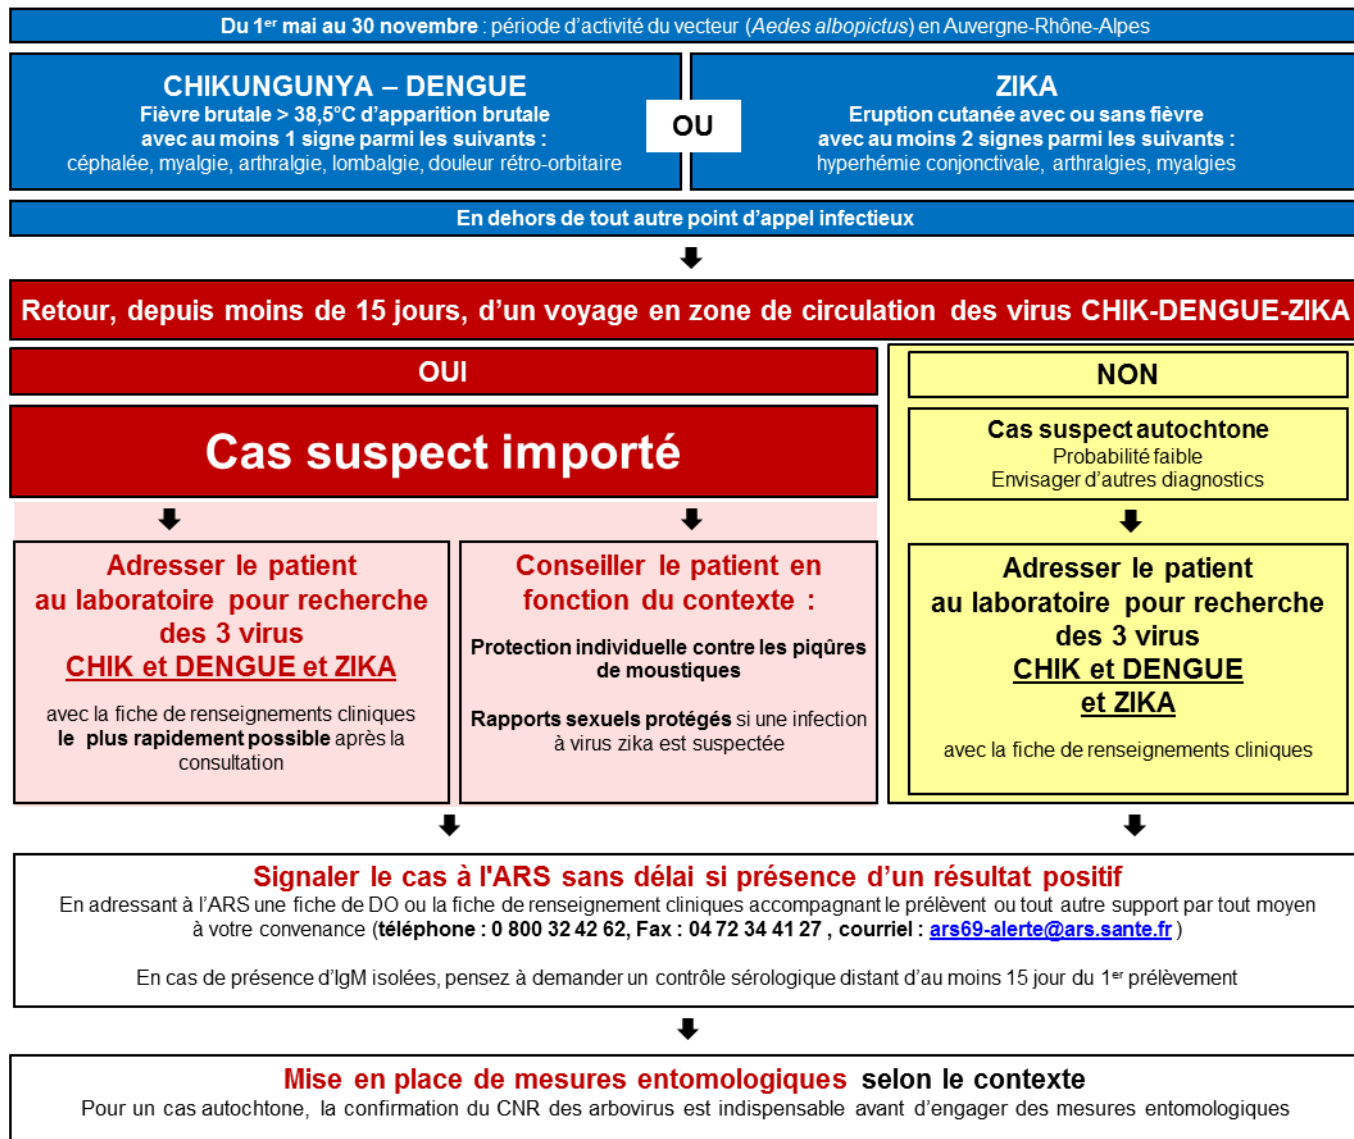 Du 1er mai au 30 novembre : période d'activité du vecteur (Aedes albopictus) en Auvergne-Rhône-Alpes
CHIKUNGUNYA – DENGUE
Fièvre brutale > 38,5°C d'apparition brutale
avec au moins 1 signe parmi les suivants :
céphalée, myalgie, arthralgie, lombalgie, douleur rétro-orbitaire
OU
ZIKA
Eruption cutanée avec ou sans fièvre
avec au moins 2 signes parmi les suivants :
hyperhémie conjonctivale, arthralgies, myalgies
En dehors de tout autre point d'appel infectieux
Retour, depuis moins de 15 jours, d'un voyage en zone de circulation des virus CHIK-DENGUE-ZIKA
OUI
Cas suspect importé
Adresser le patient
au laboratoire pour recherche
des 3 virus
CHIK et DENGUE et ZIKA
avec la fiche de renseignements cliniques
le plus rapidement possible après la
consultation
Conseiller le patient en
fonction du contexte :
Protection individuelle contre les piqûres
de moustiques
Rapports sexuels protégés si une infection
à virus zika est suspectée
NON
Cas suspect autochtone
Probabilité faible
Envisager d'autres diagnostics
Adresser le patient
au laboratoire pour recherche
des 3 virus
CHIK et DENGUE
et ZIKA
avec la fiche de renseignements cliniques
Signaler le cas à l'ARS sans délai si présence d'un résultat positif
En adressant à l'ARS une fiche de DO ou la fiche de renseignement cliniques accompagnant le prélèvent ou tout autre support par tout moyen
à votre convenance (téléphone : 0 800 32 42 62, Fax : 04 72 34 41 27 , courriel : ars69-alerte@ars.sante.fr )
En cas de présence d'IgM isolées, pensez à demander un contrôle sérologique distant d'au moins 15 jour du 1er prélèvement
Mise en place de mesures entomologiques selon le contexte
Pour un cas autochtone, la confirmation du CNR des arbovirus est indispensable avant d'engager des mesures entomologiques